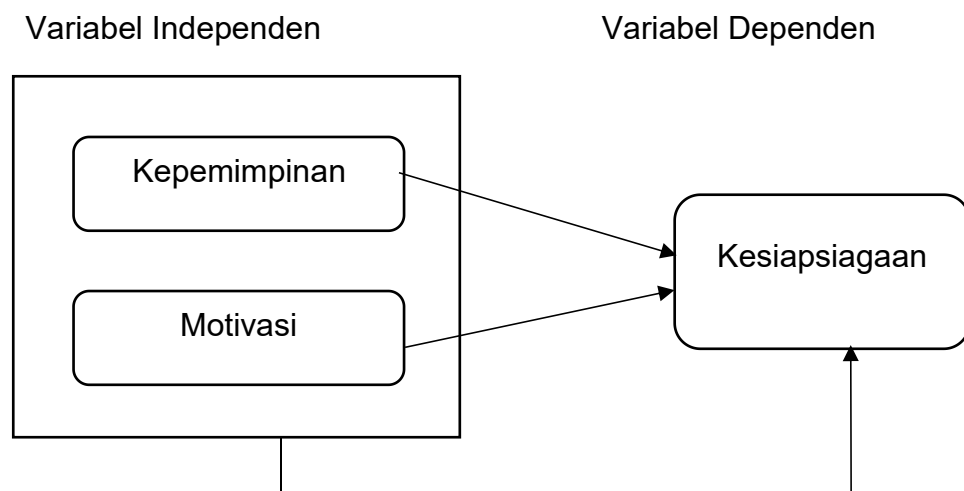 Variabel Independen
Variabel Dependen
Kepemimpinan
Kesiapsiagaan
Motivasi